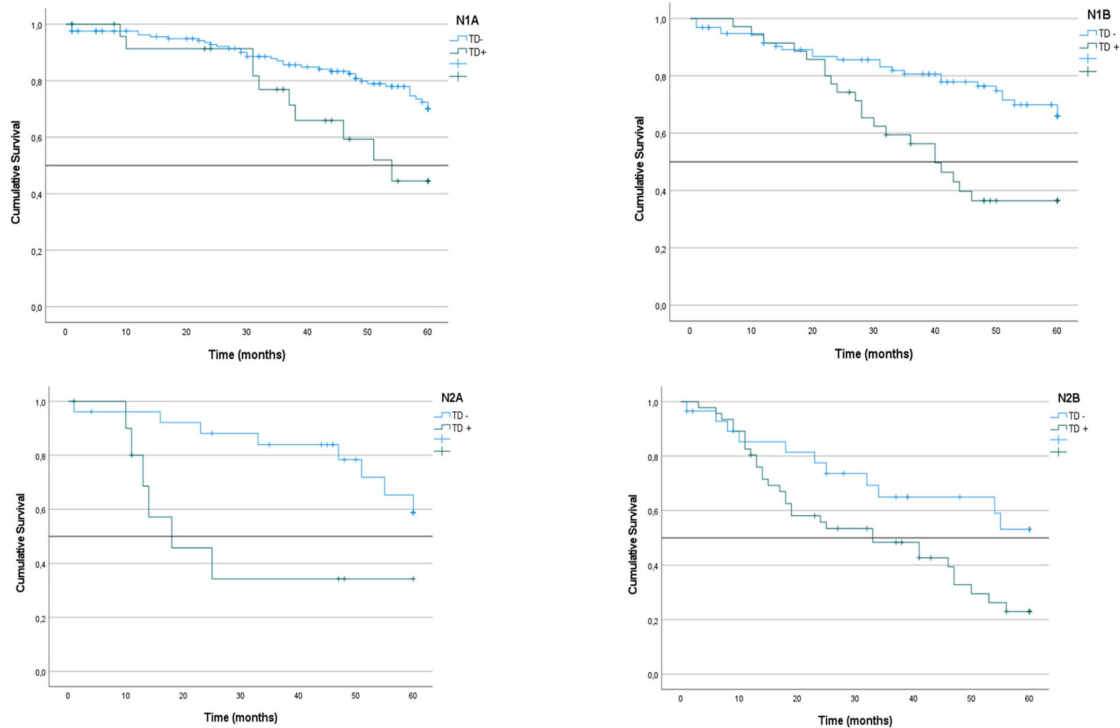 N1A
TD-
TD+
1,0
0,8
0,6
0,4
0,2
0,0
Cumulative Survival
0 10 20 30 40 50 60
Time (months)
N1B
TD -
TD +
1,0
0,8
0,6
0,4
0,2
0,0
Cumulative Survival
0 10 20 30 40 50 60
Time (months)
N2A
TD -
TD +
1,0
0,8
0,6
0,4
0,2
0,0
Cumulative Survival
0 10 20 30 40 50 60
Time (months)
N2B
TD -
TD +
1,0
0,8
0,6
0,4
0,2
0,0
Cumulative Survival
0 10 20 30 40 50 60
Time (months)